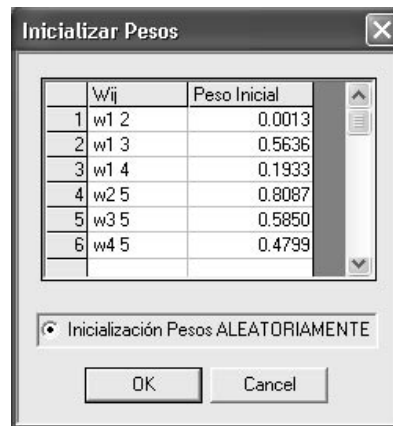 Inicializar Pesos
Wij Peso Inicial
1 w1 2 0.0013
2 w1 3 0.5636
3 w1 4 0.1933
4 w2 5 0.8087
5 w3 5 0.5850
6 w4 5 0.4799
Inicialización Pesos ALEATORIAMENTE
OK Cancel